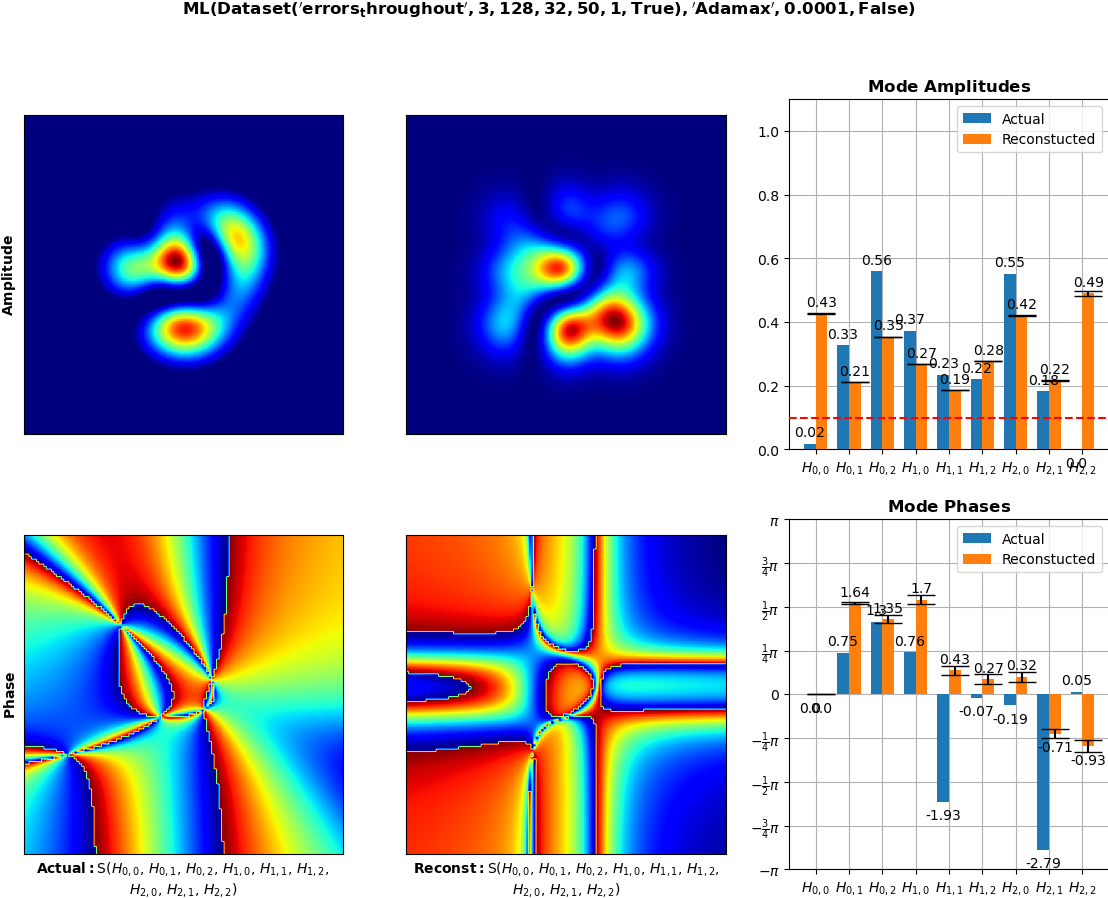 ML(Dataset('errors_throughout', 3, 128, 32, 50, 1, True), 'Adamax', 0.0001, False)
Amplitude
Mode Amplitudes
Actual
Reconstucted
1.0
0.8
0.6
0.4
0.2
0.0
0.02 0.33 0.56 0.37 0.23 0.22 0.55 0.18 0.0
0.43 0.21 0.35 0.27 0.19 0.28 0.42 0.22 0.49
H0,0 H0,1 H0,2 H1,0 H1,1 H1,2 H2,0 H2,1 H2,2
Phase
Actual: S(H0,0, H0,1, H0,2, H1,0, H1,1, H1,2,
H2,0, H2,1, H2,2)
Reconst: S(H0,0, H0,1, H0,2, H1,0, H1,1, H1,2,
H2,0, H2,1, H2,2)
Mode Phases
Actual
Reconstucted
π
3/4π
1/2π
1/4π
0
−1/4π
−1/2π
−3/4π
−π
0.0 0.75 1.3 0.76 -1.93 -0.07 -0.19 -2.79 0.05
0.0 1.64 1.35 1.7 0.43 0.27 0.32 -0.71 -0.93
H0,0 H0,1 H0,2 H1,0 H1,1 H1,2 H2,0 H2,1 H2,2